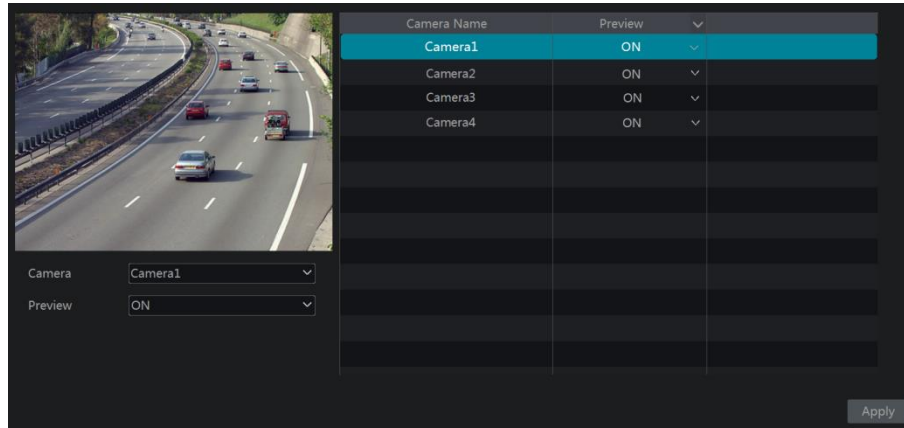 Camera Name Preview
Camera1 ON
Camera2 ON
Camera3 ON
Camera4 ON
Camera Camera1
Preview ON
Apply